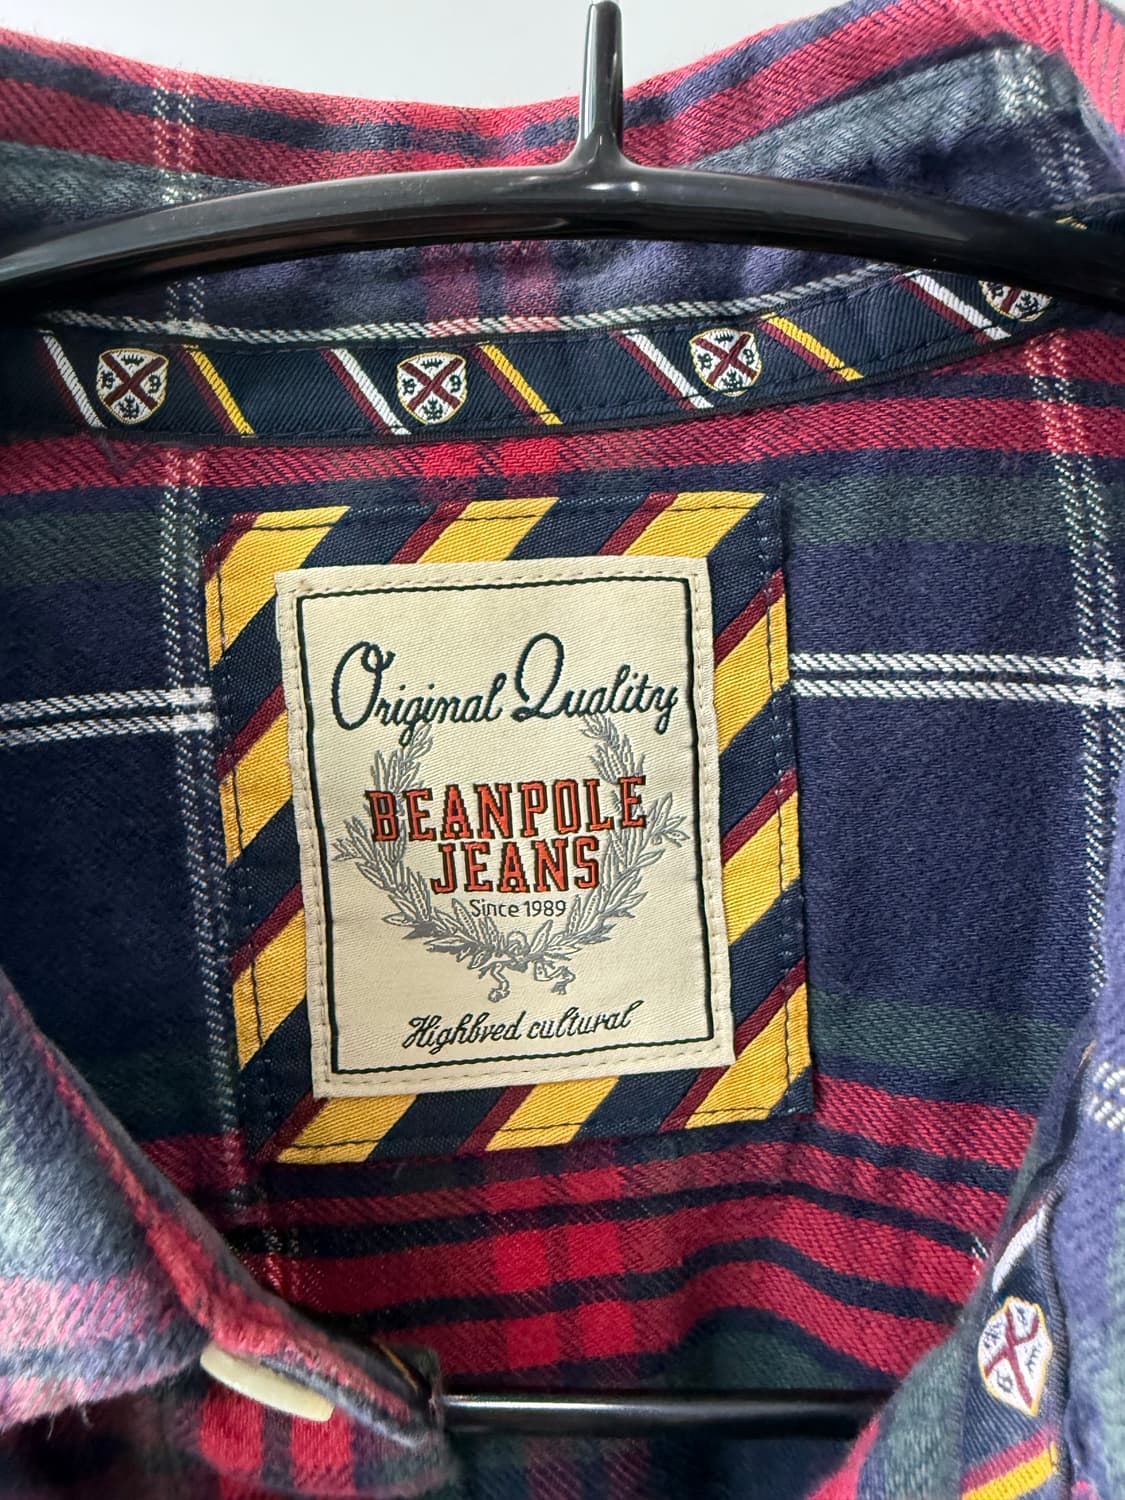 Original Quality
BEANPOLE
JEANS
Since 1989
Highbred cultural